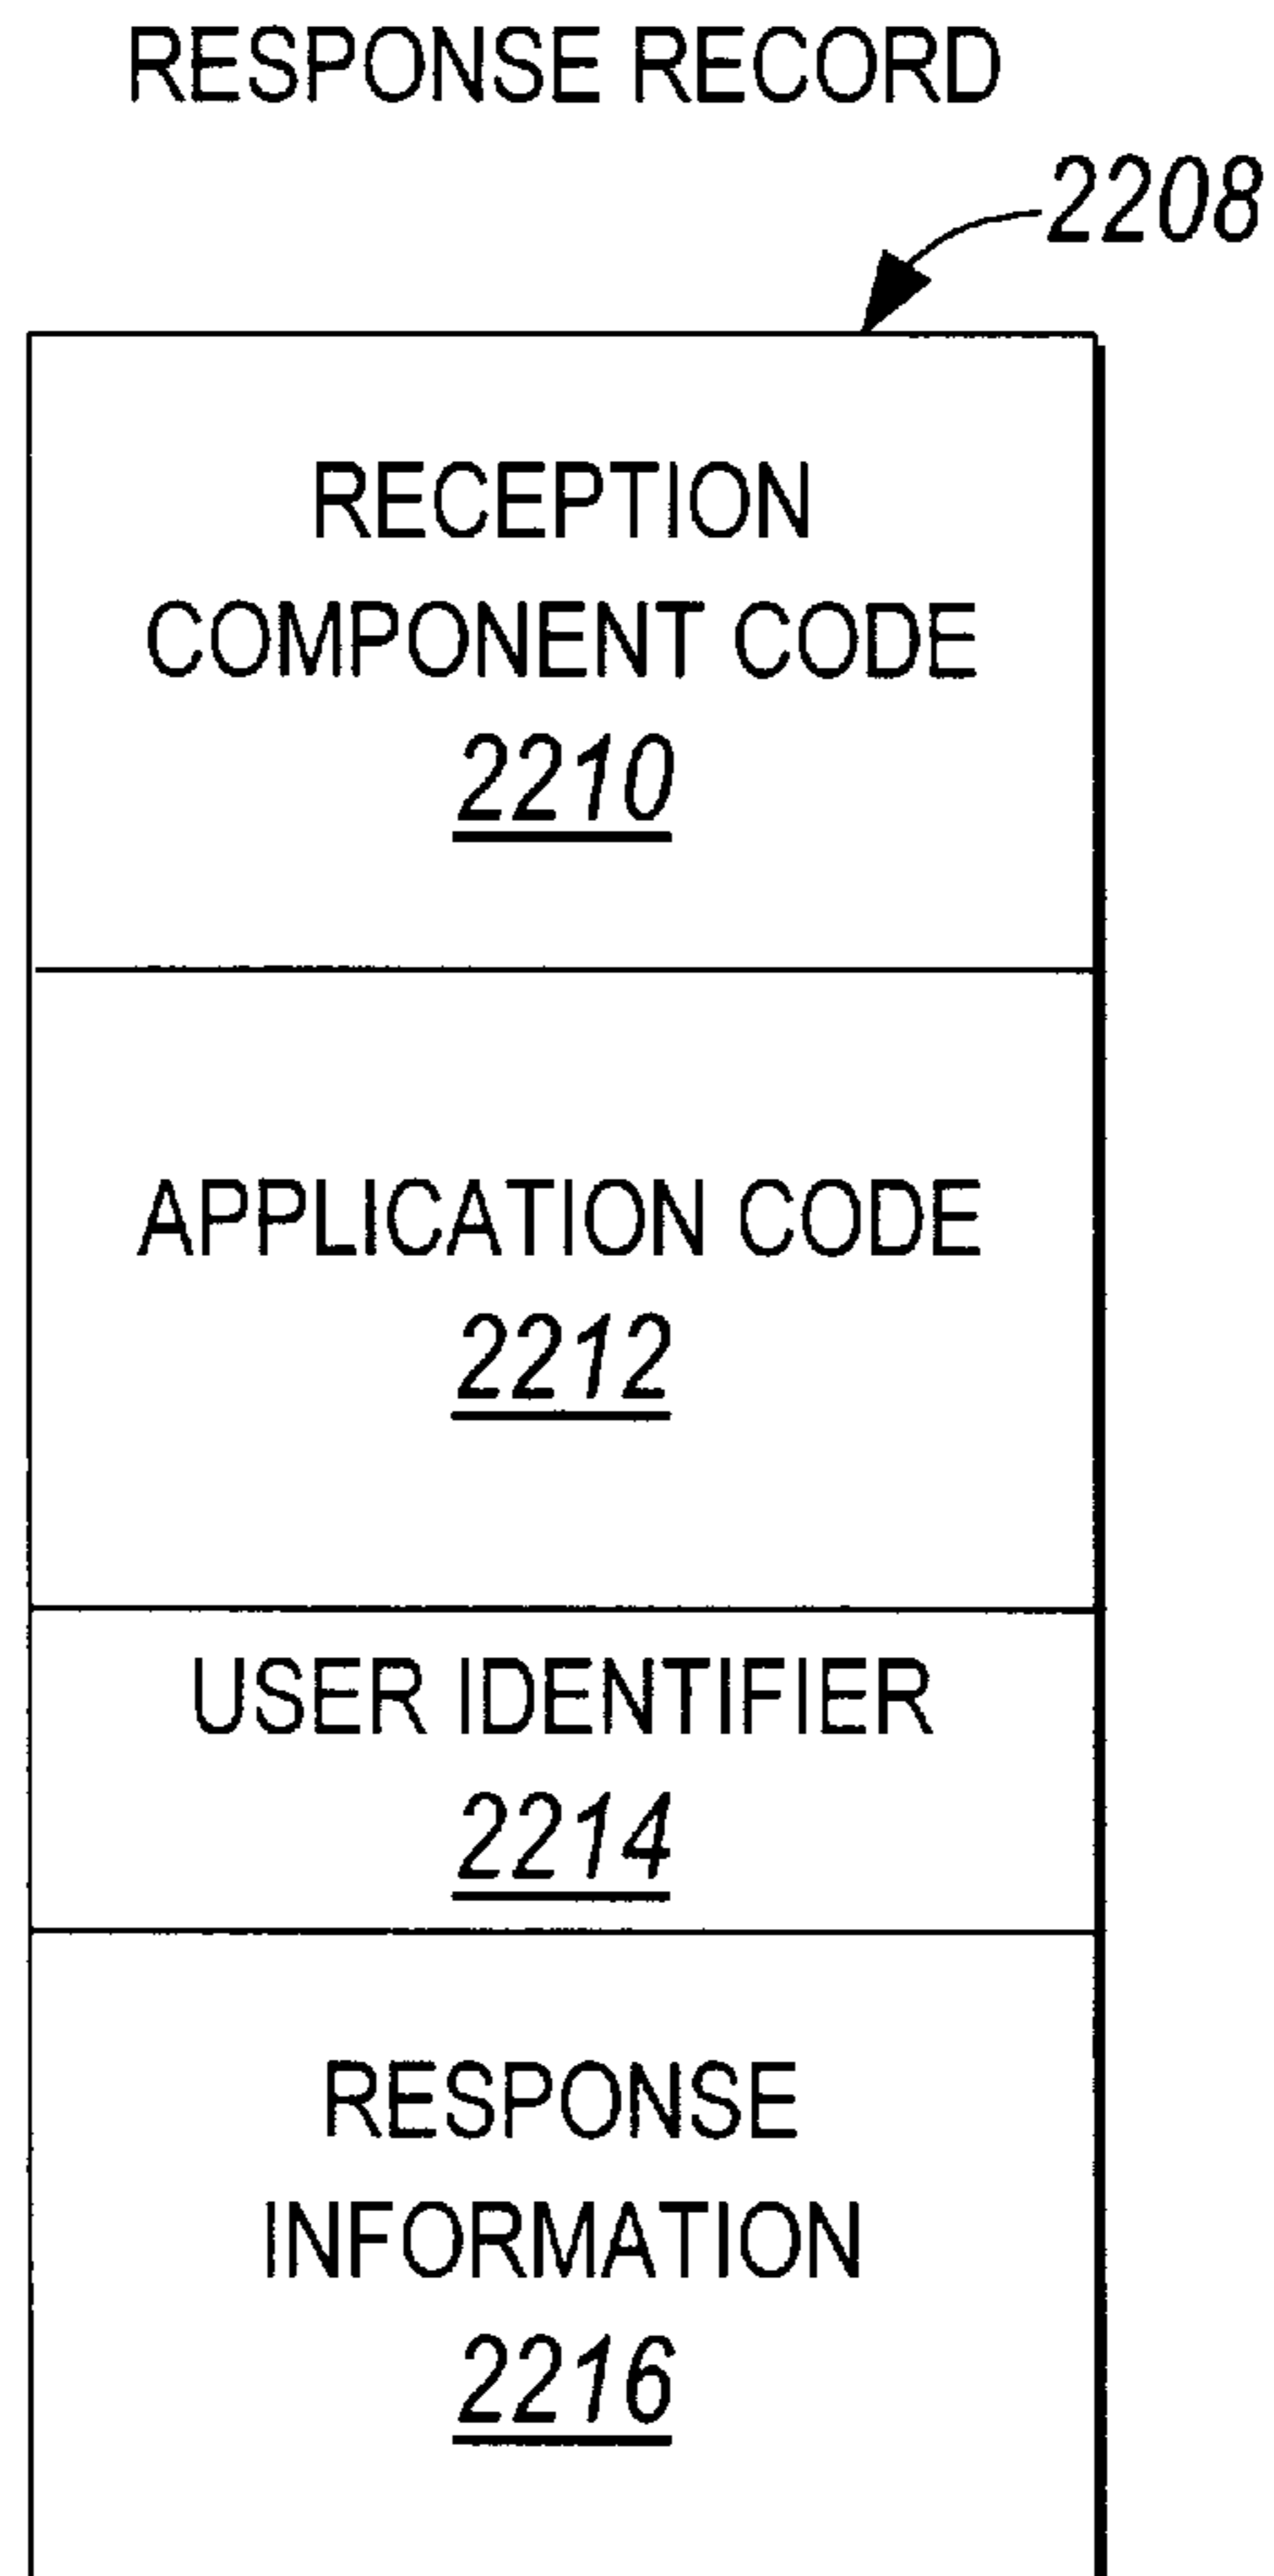 RESPONSE RECORD
2208
RECEPTION
COMPONENT CODE
2210
APPLICATION CODE
2212
USER IDENTIFIER
2214
RESPONSE
INFORMATION
2216